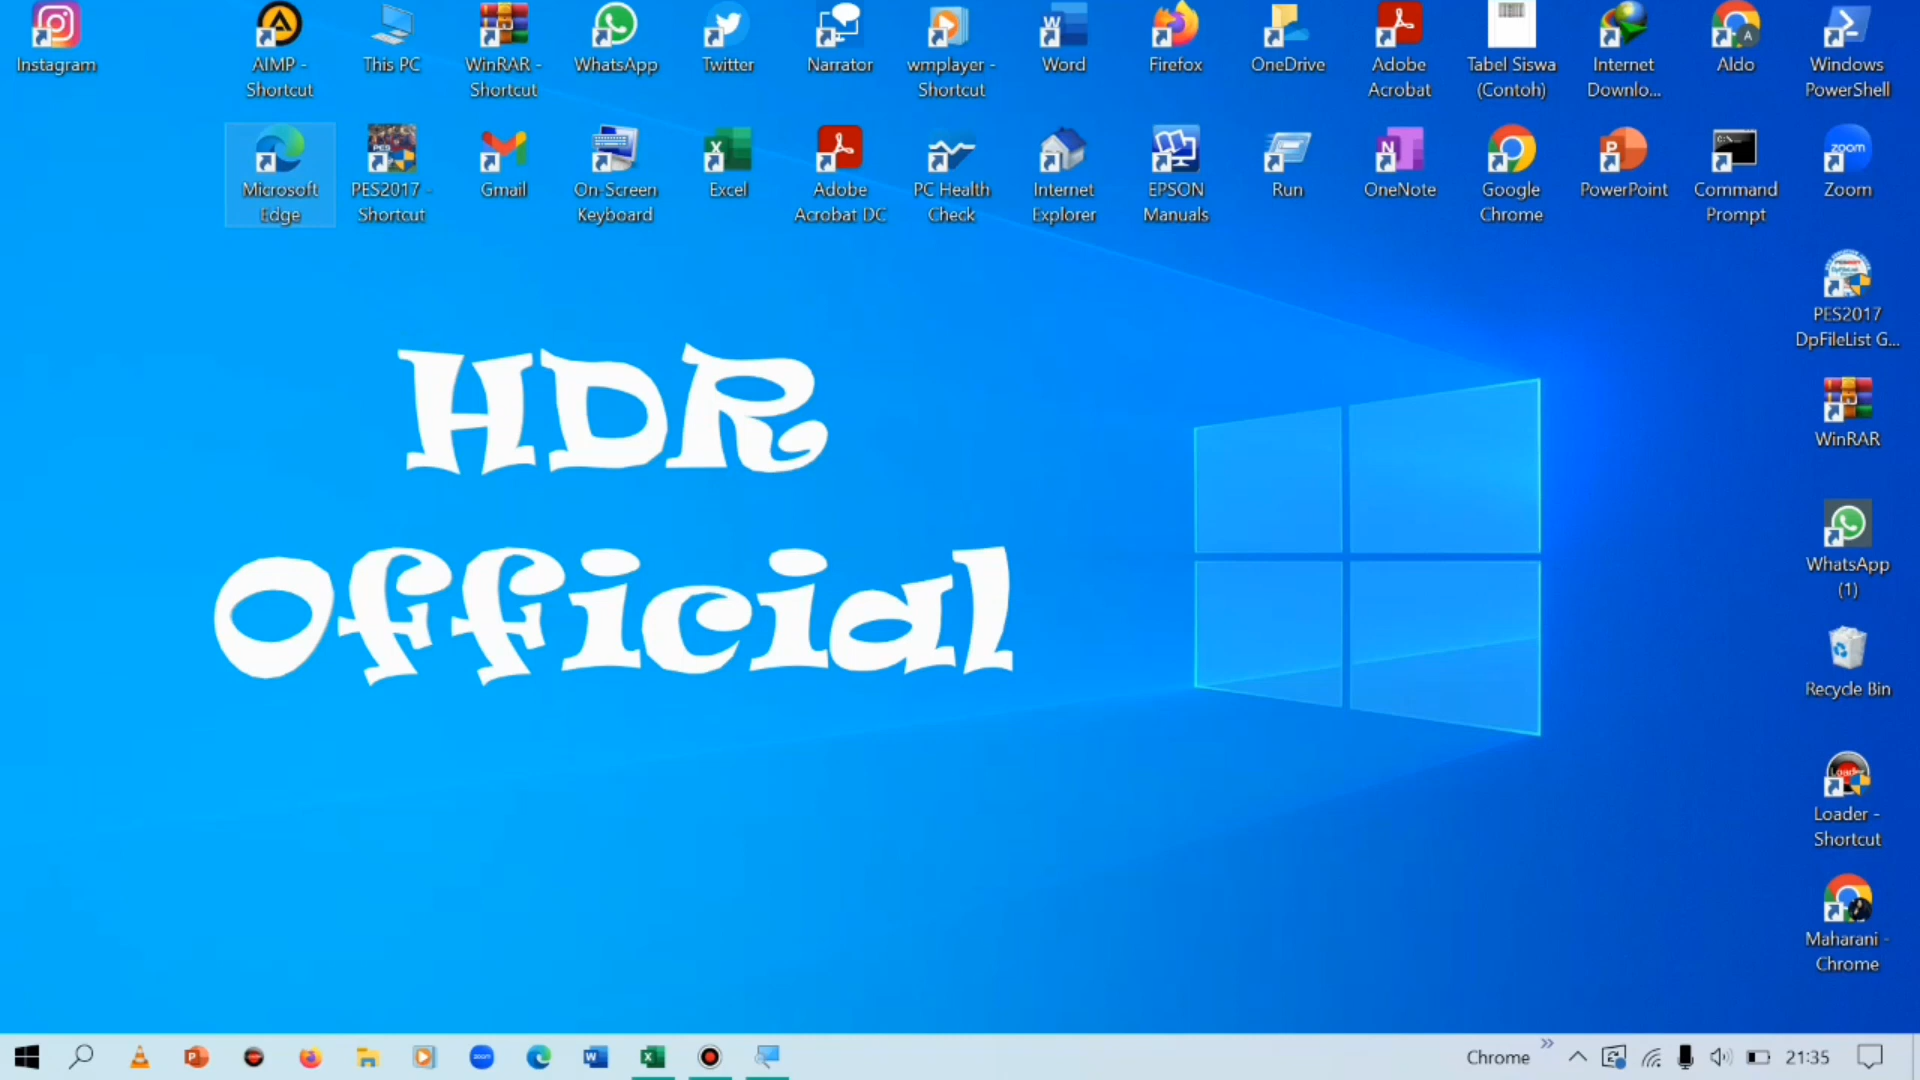 Instagram
AIMP - Shortcut
This PC
WinRAR - Shortcut
WhatsApp
Twitter
Narrator
wmplayer - Shortcut
Word
Firefox
OneDrive
Adobe Acrobat
Tabel Siswa (Contoh)
Internet Downlo...
Aldo
Windows PowerShell
Microsoft Edge
PES2017 - Shortcut
Gmail
On-Screen Keyboard
Excel
Adobe Acrobat DC
PC Health Check
Internet Explorer
EPSON Manuals
Run
OneNote
Google Chrome
PowerPoint
Command Prompt
Zoom
PES2017 DpFileList G...
WinRAR
WhatsApp (1)
Recycle Bin
Loader - Shortcut
Maharani - Chrome
HDR
Official
Chrome
21:35